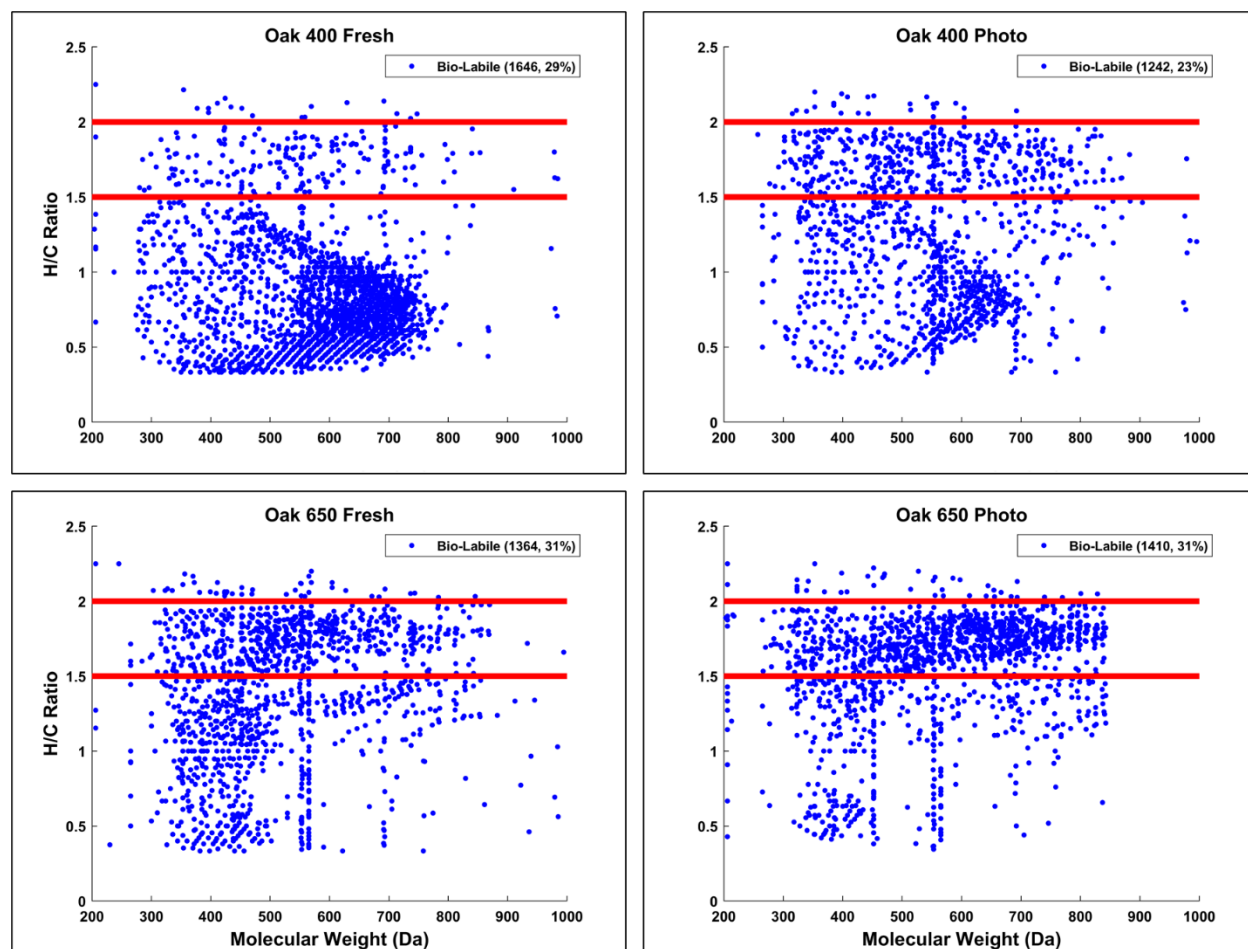 Oak 400 Fresh
Bio-Labile (1646, 29%)
H/C Ratio
2.5
2
1.5
1
0.5
0
200 300 400 500 600 700 800 900 1000
Oak 400 Photo
Bio-Labile (1242, 23%)
2.5
2
1.5
1
0.5
0
200 300 400 500 600 700 800 900 1000
Oak 650 Fresh
Bio-Labile (1364, 31%)
H/C Ratio
2.5
2
1.5
1
0.5
0
200 300 400 500 600 700 800 900 1000
Molecular Weight (Da)
Oak 650 Photo
Bio-Labile (1410, 31%)
2.5
2
1.5
1
0.5
0
200 300 400 500 600 700 800 900 1000
Molecular Weight (Da)